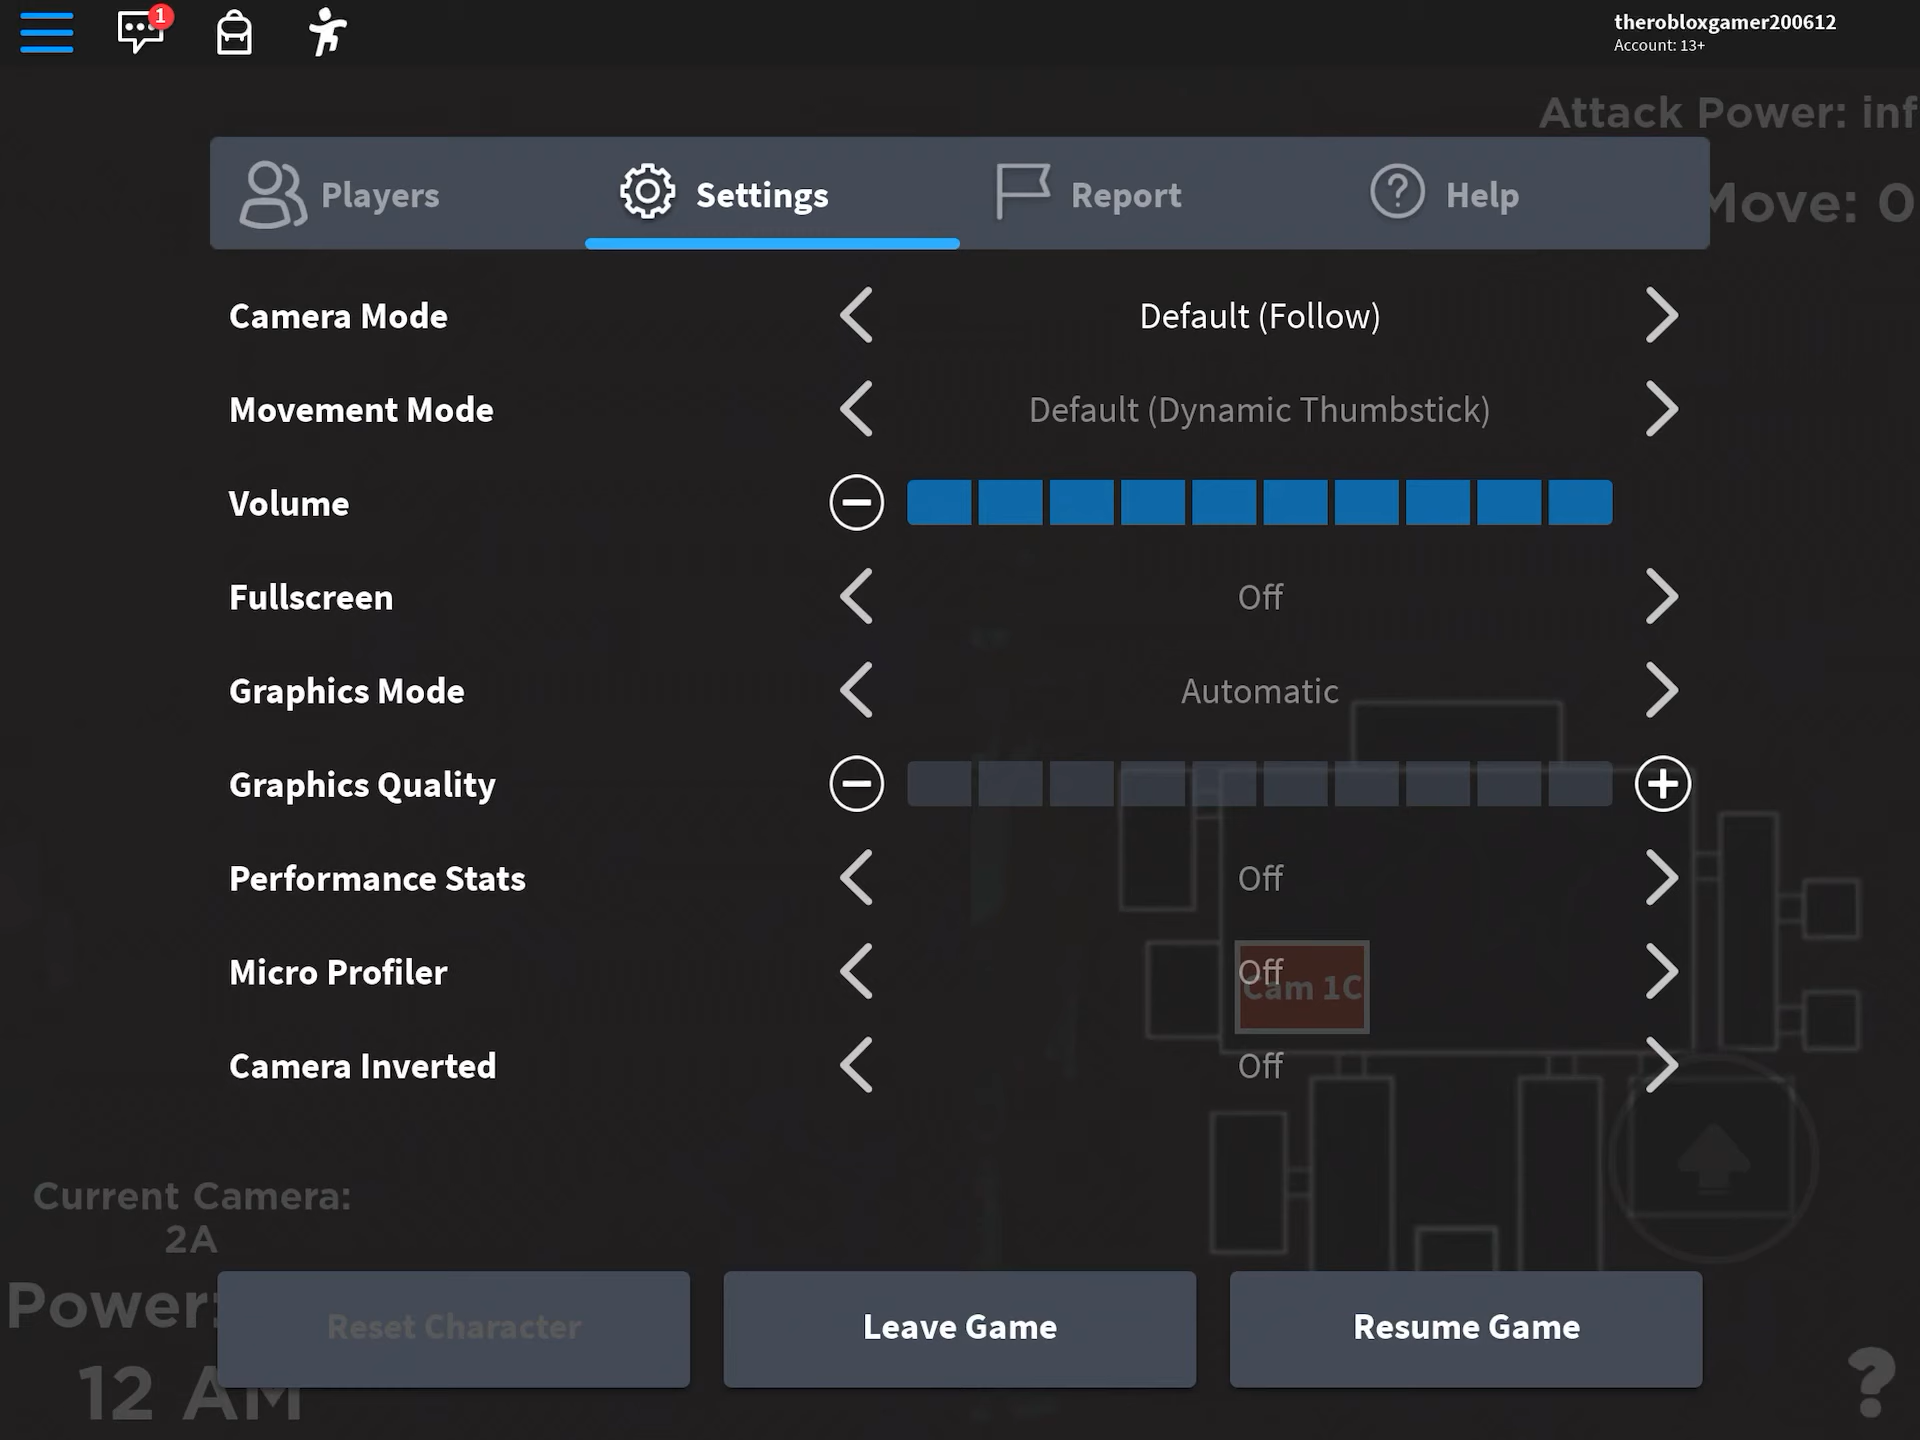 1
therobloxgamer200612
Account: 13+
Attack Power: inf
Move: 0
Players
Settings
Report
Help
Camera Mode
Default (Follow)
Movement Mode
Default (Dynamic Thumbstick)
Volume
Fullscreen
Off
Graphics Mode
Automatic
Graphics Quality
Performance Stats
Off
Micro Profiler
Off
Cam 1C
Camera Inverted
Off
Current Camera:
2A
Power:
12 AM
Reset Character
Leave Game
Resume Game
?